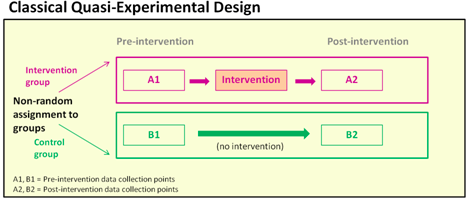 Classical Quasi-Experimental Design
Pre-intervention
Post-intervention
Intervention
group
A1
Intervention
A2
Non-random
assignment to
groups
Control
group
B1
(no intervention)
B2
A1, B1 = Pre-intervention data collection points
A2, B2 = Post-intervention data collection points